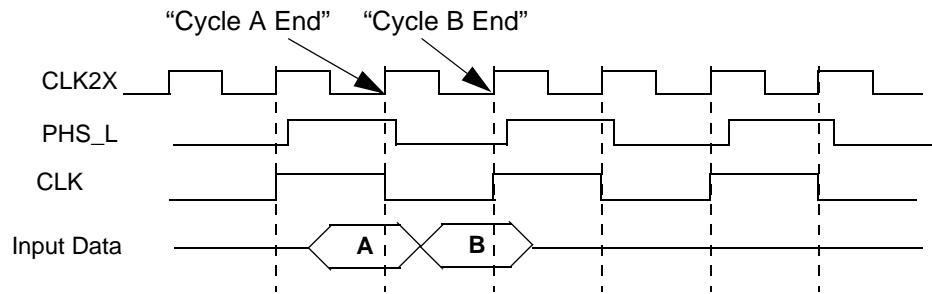 “Cycle A End” “Cycle B End”
CLK2X
PHS_L
CLK
Input Data A B